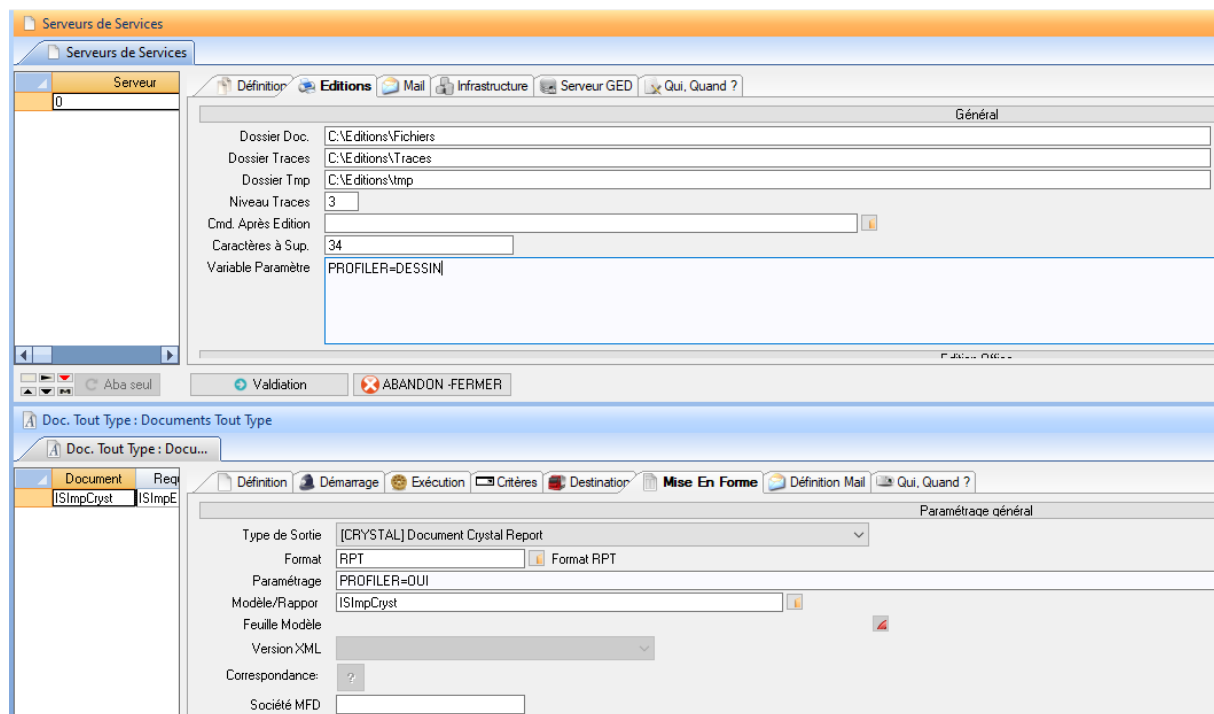 Serveurs de Services
Serveurs de Services
Serveur
0
Définition Editions Mail Infrastructure Serveur GED Qui, Quand ?
Général
Dossier Doc. C:\Editions\Fichiers
Dossier Traces C:\Editions\Traces
Dossier Tmp C:\Editions\tmp
Niveau Traces 3
Cmd. Après Edition
Caractères à Sup. 34
Variable Paramètre PROFILER=DESSIN
Edition Office
Aba seul Valdiation ABANDON -FERMER
Doc. Tout Type : Documents Tout Type
Doc. Tout Type : Docu...
Document Requ
ISImpCryst ISImpE
Définition Démarrage Exécution Critères Destination Mise En Forme Définition Mail Qui, Quand ?
Paramétrage général
Type de Sortie [CRYSTAL] Document Crystal Report
Format RPT Format RPT
Paramétrage PROFILER=OUI
Modèle/Rappor ISImpCryst
Feuille Modèle
Version XML
Correspondance: ?
Société MFD